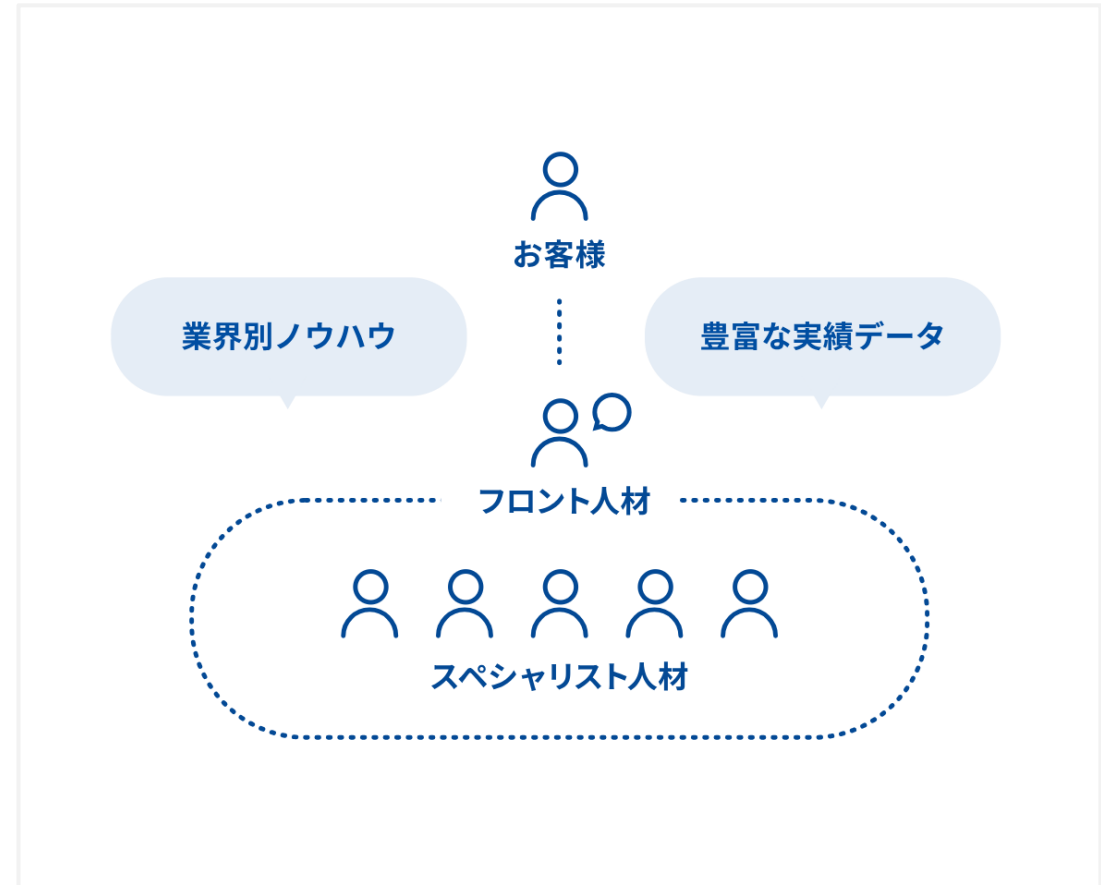 お客様
業界別ノウハウ
豊富な実績データ
フロント人材
スペシャリスト人材